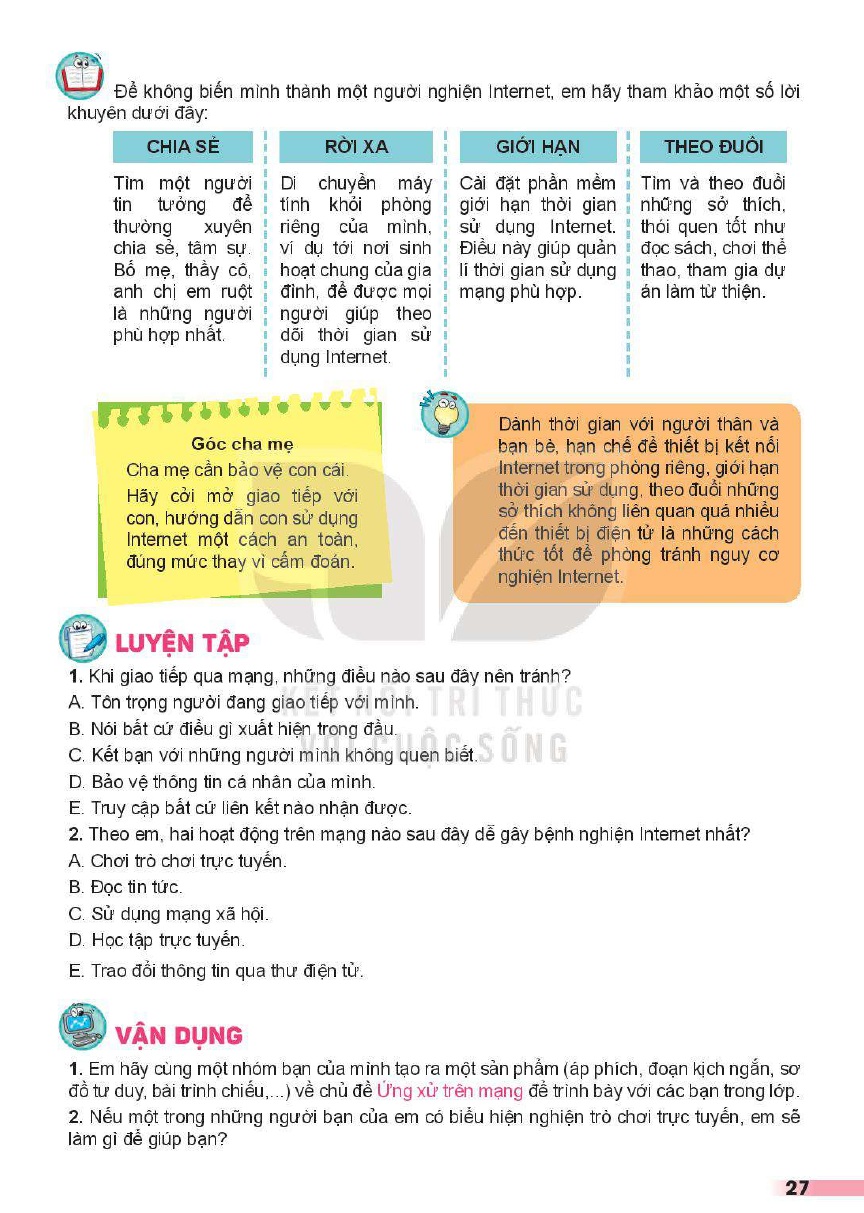 Để không biến mình thành một người nghiện Internet, em hãy tham khảo một số lời
khuyên dưới đây:
CHIA SẺ
Tìm một người
tin tưởng để
thường xuyên
chia sẻ, tâm sự.
Bố mẹ, thầy cô,
anh chị em ruột
là những người
phù hợp nhất.
RỜI XA
Di chuyển máy
tính khỏi phòng
riêng của mình,
ví dụ tới nơi sinh
hoạt chung của gia
đình, để được mọi
người giúp theo
dõi thời gian sử
dụng Internet.
GIỚI HẠN
Cài đặt phần mềm
giới hạn thời gian
sử dụng Internet.
Điều này giúp quản
lí thời gian sử dụng
mạng phù hợp.
THEO ĐUỔI
Tìm và theo đuổi
những sở thích,
thói quen tốt như
đọc sách, chơi thể
thao, tham gia dự
án làm từ thiện.
Góc cha mẹ
Cha mẹ cần bảo vệ con cái.
Hãy cởi mở giao tiếp với
con, hướng dẫn con sử dụng
Internet một cách an toàn,
đúng mức thay vì cấm đoán.
Dành thời gian với người thân và
bạn bè, hạn chế để thiết bị kết nối
Internet trong phòng riêng, giới hạn
thời gian sử dụng, theo đuổi những
sở thích không liên quan quá nhiều
đến thiết bị điện tử là những cách
thức tốt để phòng tránh nguy cơ
nghiện Internet.
LUYỆN TẬP
1. Khi giao tiếp qua mạng, những điều nào sau đây nên tránh?
A. Tôn trọng người đang giao tiếp với mình.
B. Nói bất cứ điều gì xuất hiện trong đầu.
C. Kết bạn với những người mình không quen biết.
D. Bảo vệ thông tin cá nhân của mình.
E. Truy cập bất cứ liên kết nào nhận được.
KẾT NỐI TRI THỨC
VỚI CUỘC SỐNG
2. Theo em, hai hoạt động trên mạng nào sau đây dễ gây bệnh nghiện Internet nhất?
A. Chơi trò chơi trực tuyến.
B. Đọc tin tức.
C. Sử dụng mạng xã hội.
D. Học tập trực tuyến.
E. Trao đổi thông tin qua thư điện tử.
VẬN DỤNG
1. Em hãy cùng một nhóm bạn của mình tạo ra một sản phẩm (áp phích, đoạn kịch ngắn, sơ
đồ tư duy, bài trình chiếu,...) về chủ đề Ứng xử trên mạng để trình bày với các bạn trong lớp.
2. Nếu một trong những người bạn của em có biểu hiện nghiện trò chơi trực tuyến, em sẽ
làm gì để giúp bạn?
27